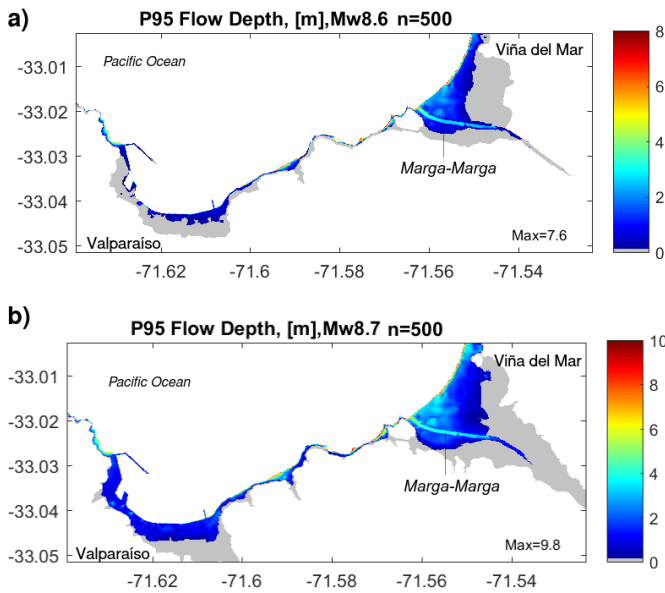 a)
P95 Flow Depth, [m],Mw8.6 n=500
Pacific Ocean
Viña del Mar
-33.01
-33.02
-33.03
-33.04
-33.05
Marga-Marga
Valparaíso
Max=7.6
-71.62
-71.6
-71.58
-71.56
-71.54
8
6
4
2
0
b)
P95 Flow Depth, [m],Mw8.7 n=500
Pacific Ocean
Viña del Mar
-33.01
-33.02
-33.03
-33.04
-33.05
Marga-Marga
Valparaíso
Max=9.8
-71.62
-71.6
-71.58
-71.56
-71.54
10
8
6
4
2
0